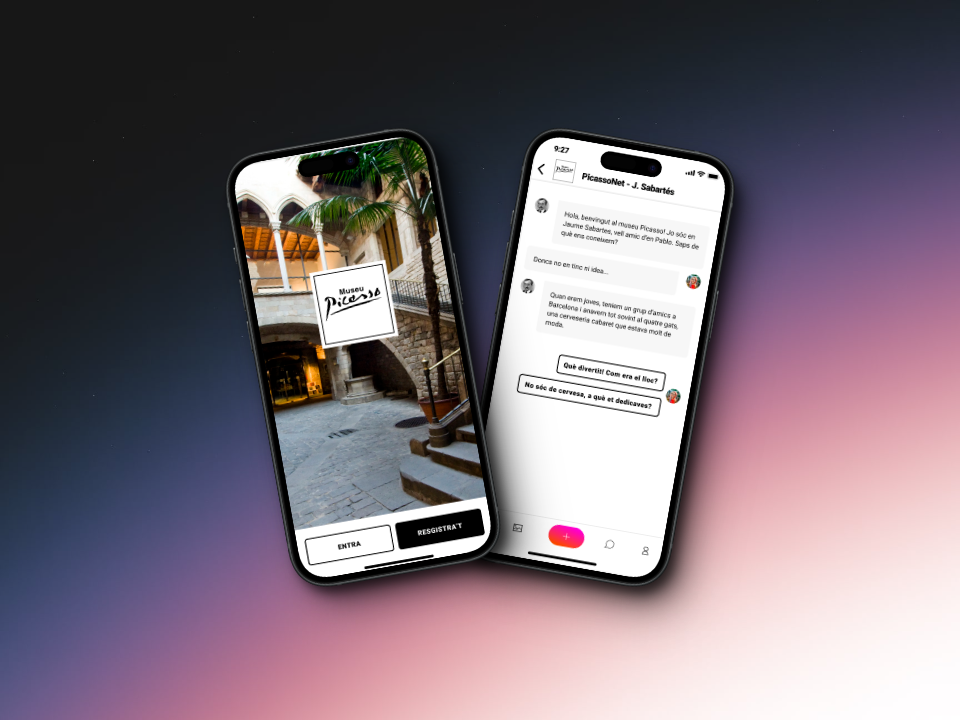 Museu
Picasso
ENTRA
RESGISTRA'T
9:27
PicassoNet - J. Sabartés
Hola, benvingut al museu Picasso! Jo sóc en
Jaume Sabartes, vell amic d'en Pablo. Saps de
què ens coneixem?
Doncs no en tinc ni idea...
Quan erem joves, teniem un grup d'amics a
Barcelona i anavem tot sovint al quatre gats,
una cerveseria cabaret que estava molt de
moda.
Què divertit! Com era el lloc?
No sóc de cervesa, a què et dedicaves?